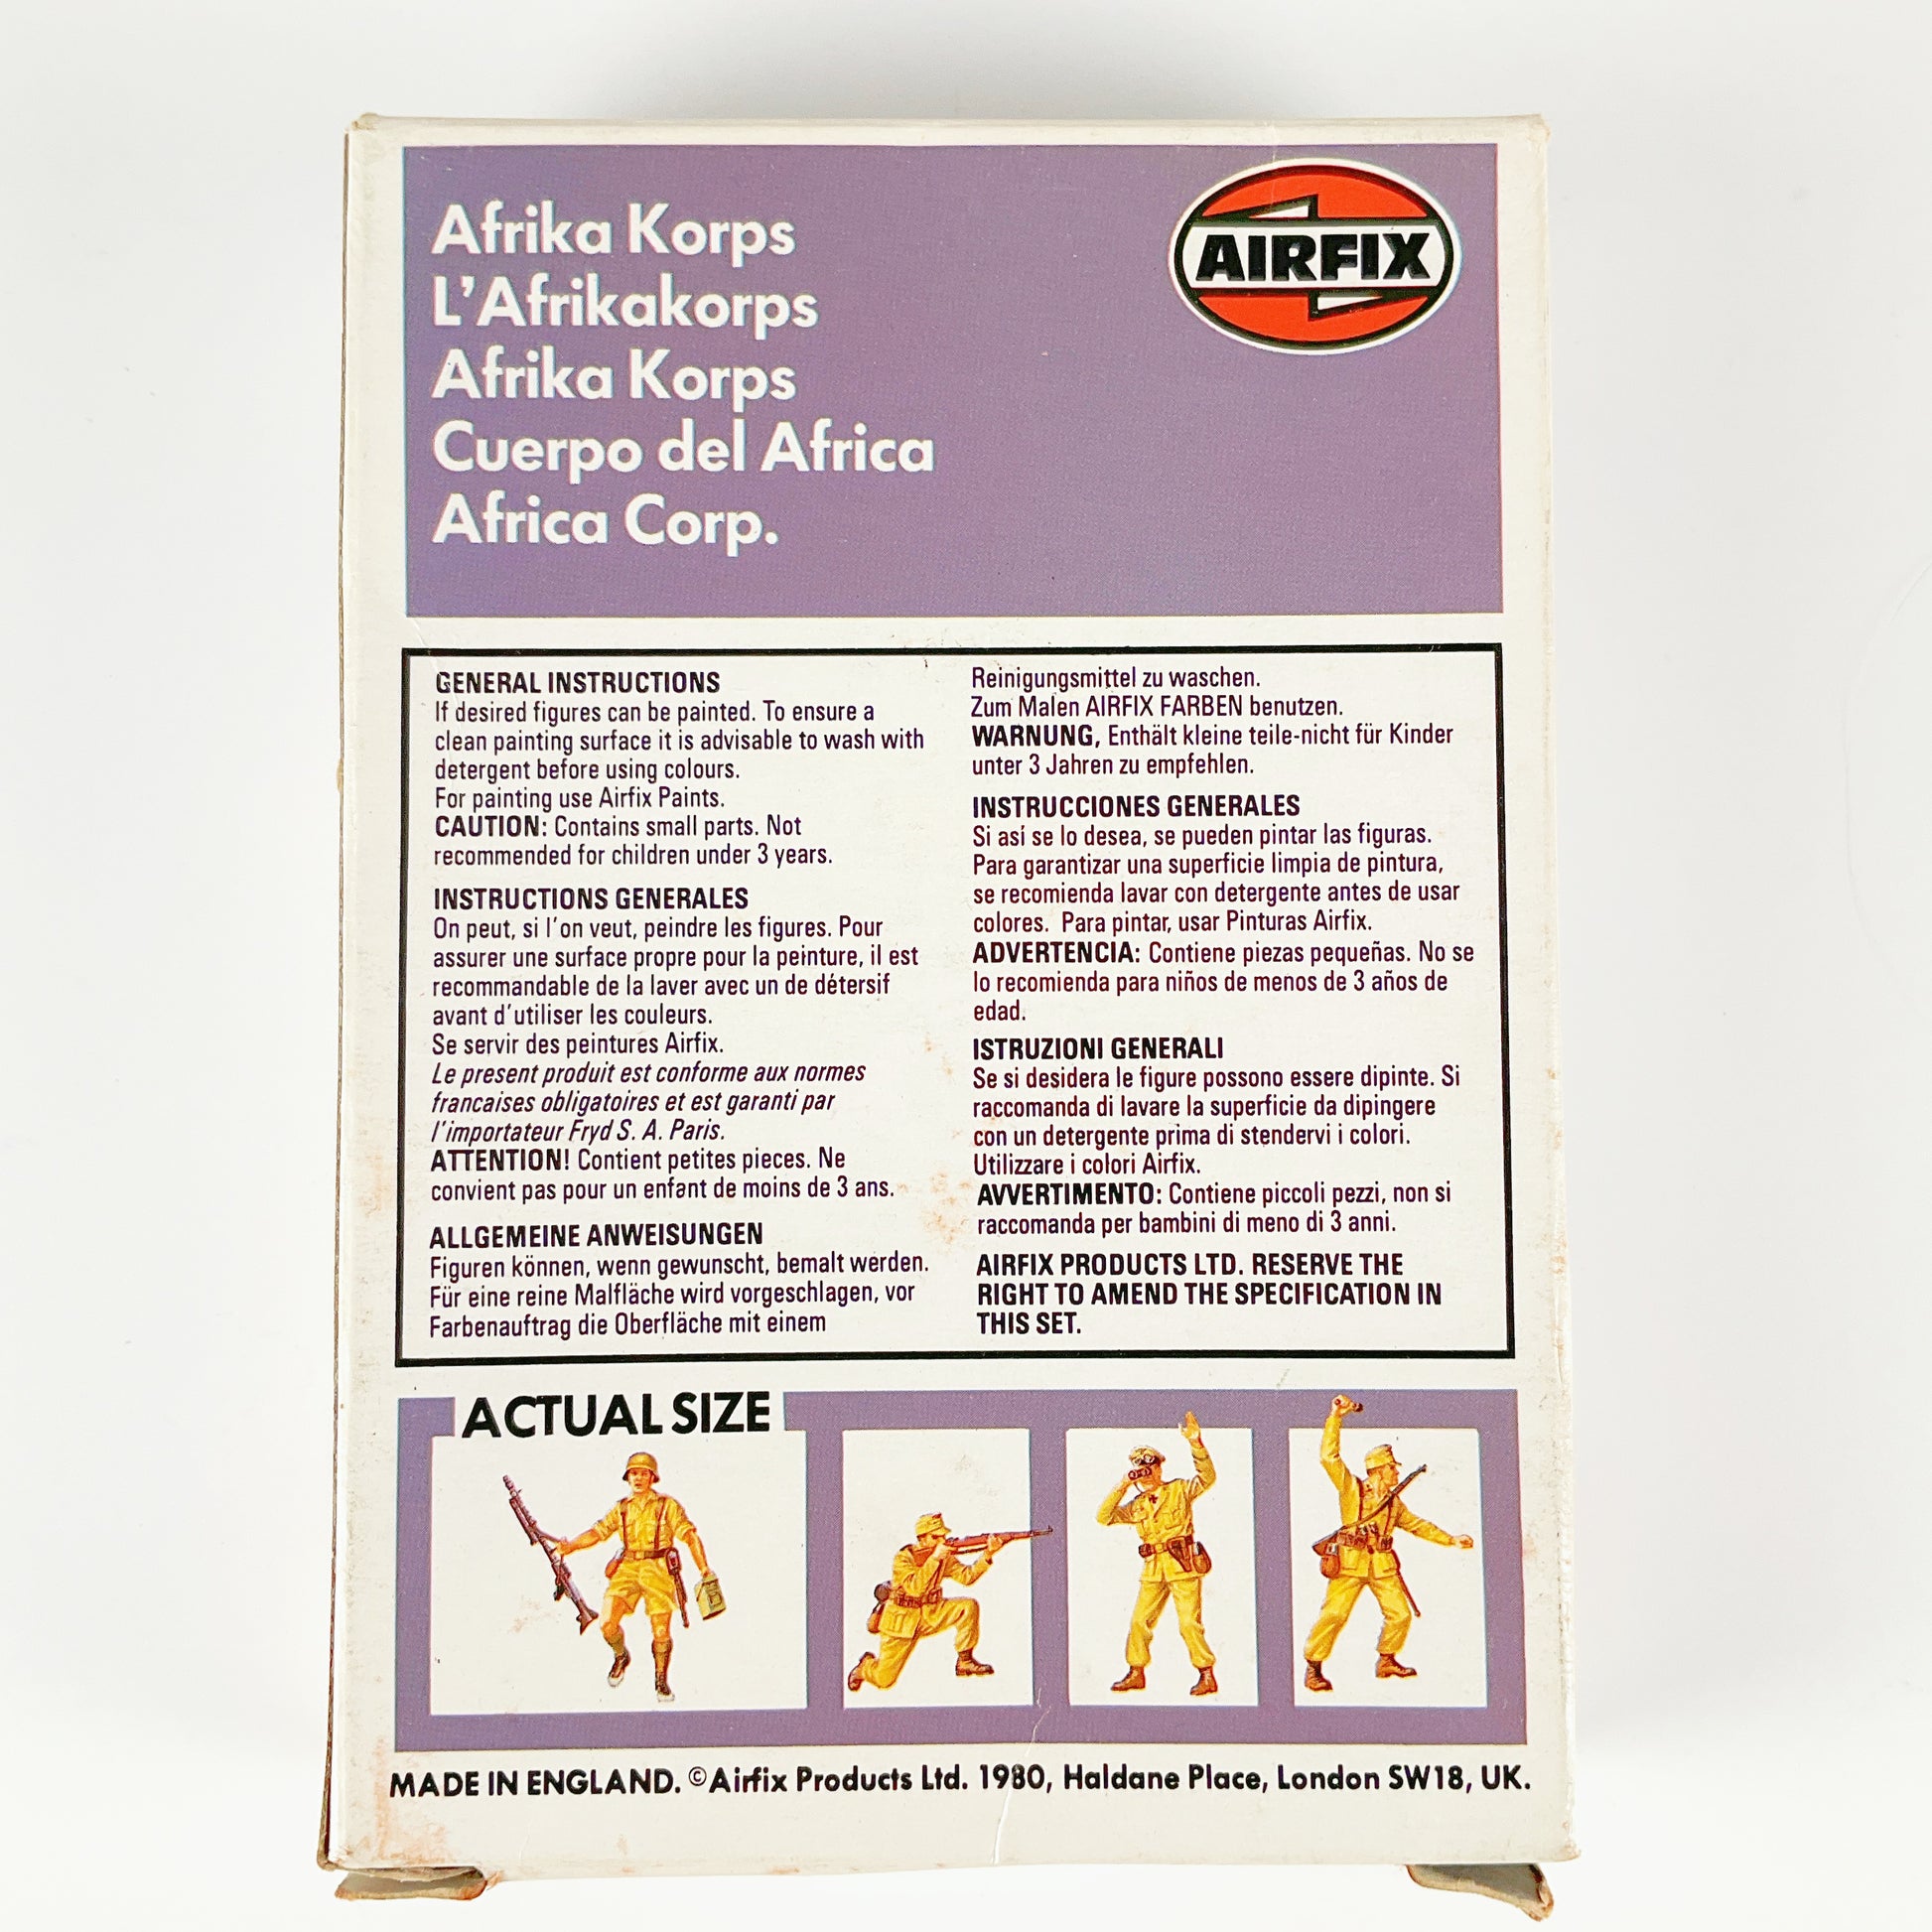 Afrika Korps
L'Afrikakorps
Afrika Korps
Cuerpo del Africa
Africa Corp.
AIRFIX
GENERAL INSTRUCTIONS
If desired figures can be painted. To ensure a
clean painting surface it is advisable to wash with
detergent before using colours.
For painting use Airfix Paints.
CAUTION: Contains small parts. Not
recommended for children under 3 years.
INSTRUCTIONS GENERALES
On peut, si l'on veut, peindre les figures. Pour
assurer une surface propre pour la peinture, il est
recommandable de la laver avec un de détersif
avant d'utiliser les couleurs.
Se servir des peintures Airfix.
Le present produit est conforme aux normes
francaises obligatoires et est garanti par
l'importateur Fryd S. A. Paris.
ATTENTION! Contient petites pieces. Ne
convient pas pour un enfant de moins de 3 ans.
ALLGEMEINE ANWEISUNGEN
Figuren können, wenn gewunscht, bemalt werden.
Für eine reine Malfläche wird vorgeschlagen, vor
Farbenauftrag die Oberfläche mit einem
Reinigungsmittel zu waschen.
Zum Malen AIRFIX FARBEN benutzen.
WARNUNG, Enthält kleine teile-nicht für Kinder
unter 3 Jahren zu empfehlen.
INSTRUCCIONES GENERALES
Si así se lo desea, se pueden pintar las figuras.
Para garantizar una superficie limpia de pintura,
se recomienda lavar con detergente antes de usar
colores. Para pintar, usar Pinturas Airfix.
ADVERTENCIA: Contiene piezas pequeñas. No se
lo recomienda para niños de menos de 3 años de
edad.
ISTRUZIONI GENERALI
Se si desidera le figure possono essere dipinte. Si
raccomanda di lavare la superficie da dipingere
con un detergente prima di stendervi i colori.
Utilizzare i colori Airfix.
AVVERTIMENTO: Contiene piccoli pezzi, non si
raccomanda per bambini di meno di 3 anni.
AIRFIX PRODUCTS LTD. RESERVE THE
RIGHT TO AMEND THE SPECIFICATION IN
THIS SET.
ACTUAL SIZE
MADE IN ENGLAND. ©Airfix Products Ltd. 1980, Haldane Place, London SW18, UK.